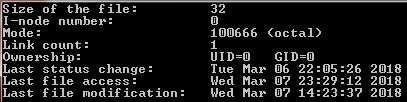 Size of the file: 32
I-node number: 0
Mode: 100666 (octal)
Link count: 1
Ownership: UID=0 GID=0
Last status change: Tue Mar 06 22:05:26 2018
Last file access: Wed Mar 07 23:29:12 2018
Last file modification: Wed Mar 07 14:23:37 2018